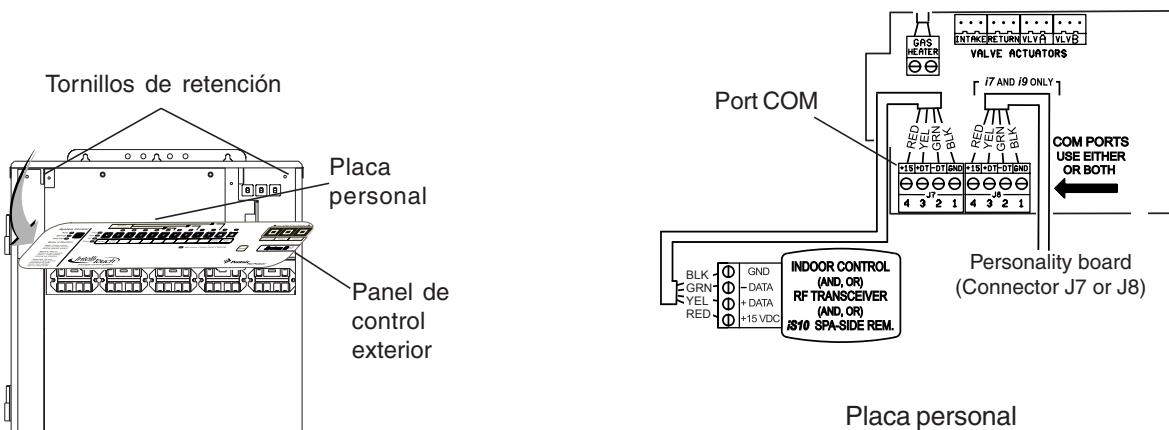 Tornillos de retención
Placa
personal
IntelliTouch
Pentair
Panel de
control
exterior
GAS
HEATER
INTAKE RETURN VLV A VLV B
VALVE ACTUATORS
i7 AND i9 ONLY
Port COM
RED YEL GRN BLK
RED YEL GRN BLK
COM PORTS
USE EITHER
OR BOTH
+15 +DT -DT GND +15 +DT -DT GND
J7 J8
4 3 2 1 4 3 2 1
BLK GND
GRN - DATA
YEL + DATA
RED +15 VDC
INDOOR CONTROL
(AND, OR)
RF TRANSCEIVER
(AND, OR)
iS10 SPA-SIDE REM.
Personality board
(Connector J7 or J8)
Placa personal